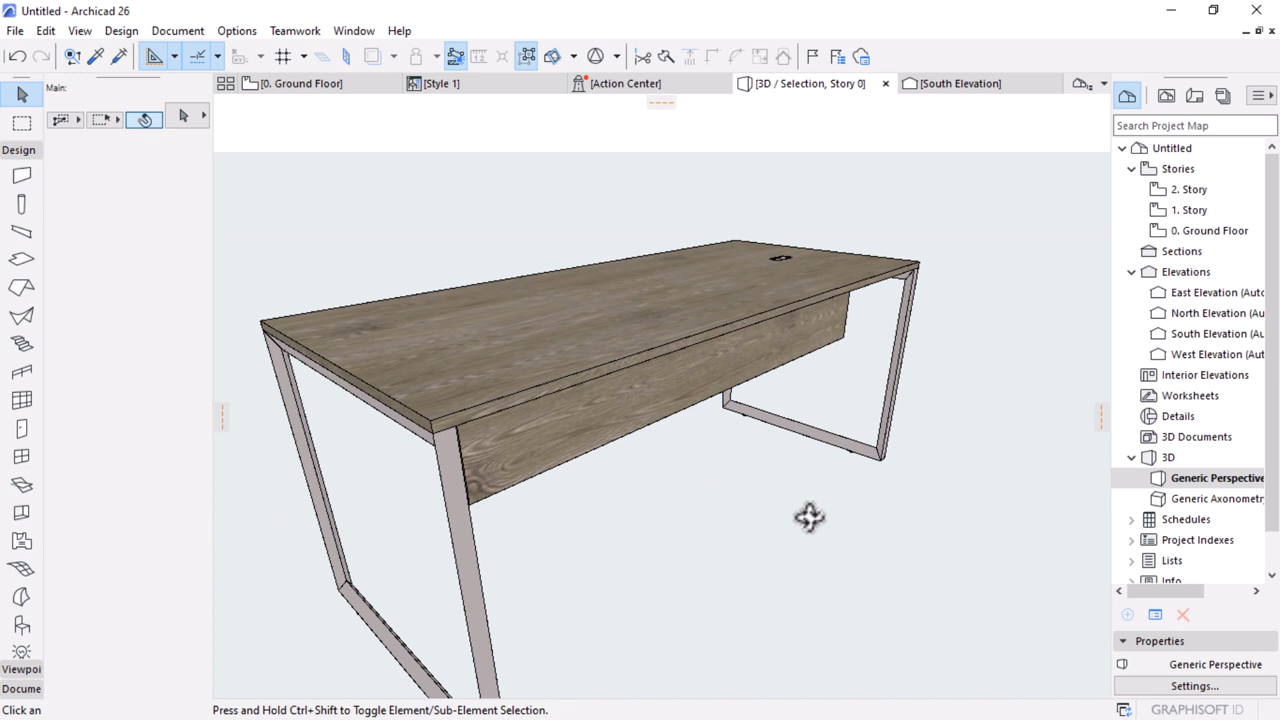 Untitled - Archicad 26
File Edit View Design Document Options Teamwork Window Help
[0. Ground Floor] [Style 1] [Action Center] [3D / Selection, Story 0] [South Elevation]
Main:
Search Project Map
Design
Untitled
Stories
2. Story
1. Story
0. Ground Floor
Sections
Elevations
East Elevation (Aut
North Elevation (Au
South Elevation (Au
West Elevation (Aut
Interior Elevations
Worksheets
Details
3D Documents
3D
Generic Perspective
Generic Axonometr
Schedules
Project Indexes
Lists
Info
Properties
Generic Perspective
Settings...
Viewpoi
Docume
Click an Press and Hold Ctrl+Shift to Toggle Element/Sub-Element Selection.
GRAPHISOFT ID